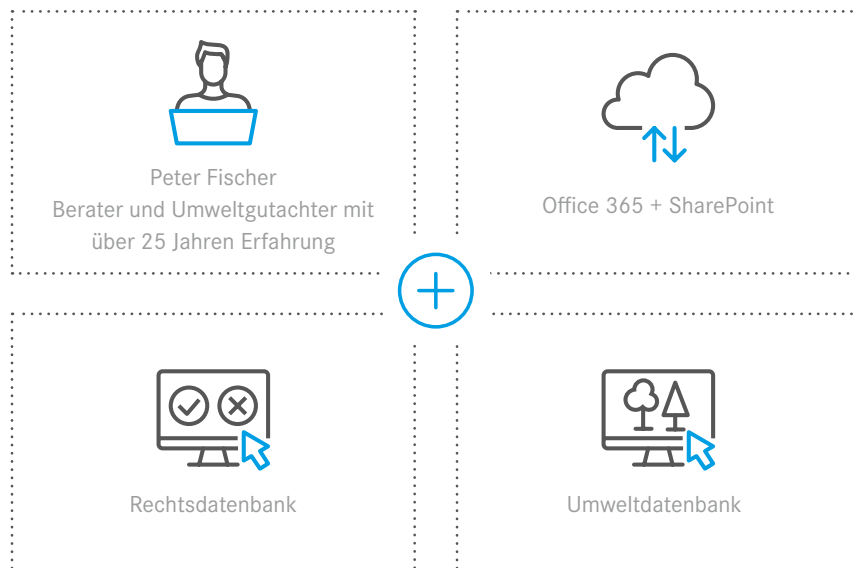 Peter Fischer
Berater und Umweltgutachter mit
über 25 Jahren Erfahrung
Office 365 + SharePoint
Rechtsdatenbank
Umweltdatenbank